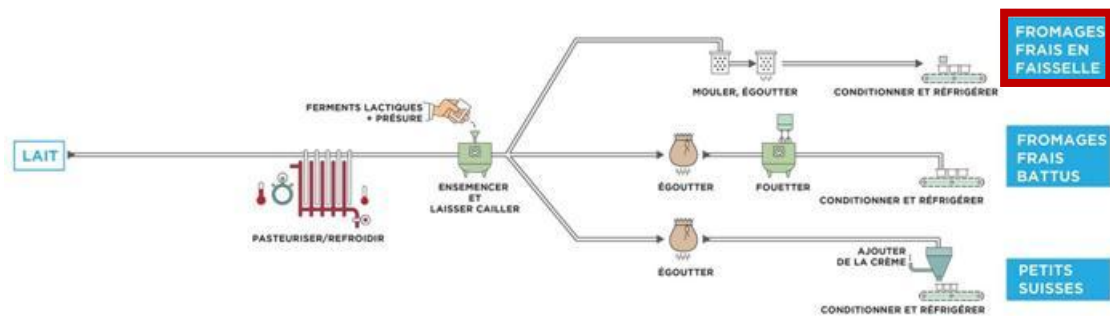 FROMAGES
FRAIS EN
FAISSELLE
MOULER, ÉGOUTTER
CONDITIONNER ET RÉFRIGÉRER
FERMENTS LACTIQUES
+ PRÉSURE
LAIT
ENSEMENCER
ET
LAISSER CAILLER
PASTEURISER/REFROIDIR
ÉGOUTTER
FOUETTER
CONDITIONNER ET RÉFRIGÉRER
FROMAGES
FRAIS
BATTUS
ÉGOUTTER
AJOUTER
DE LA CRÈME
CONDITIONNER ET RÉFRIGÉRER
PETITS
SUISSES